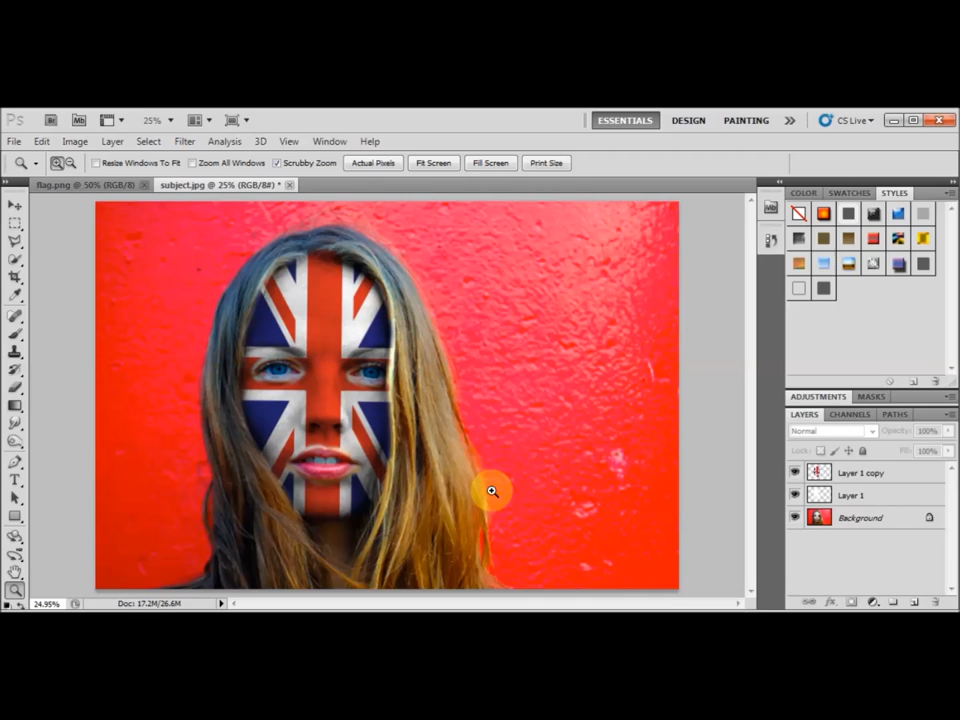 Ps Br Mb 25% ESSENTIALS DESIGN PAINTING CS Live
File Edit Image Layer Select Filter Analysis 3D View Window Help
Resize Windows To Fit Zoom All Windows Scrubby Zoom Actual Pixels Fit Screen Fill Screen Print Size
flag.png @ 50% (RGB/8) subject.jpg @ 25% (RGB/8#) *
COLOR SWATCHES STYLES
Mb
ADJUSTMENTS MASKS
LAYERS CHANNELS PATHS
Normal Opacity: 100%
Lock: Fill: 100%
Layer 1 copy
Layer 1
Background
24.95% Doc: 17.2M/26.6M